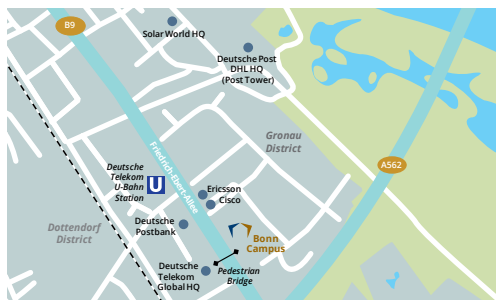 B9
Solar World HQ
Deutsche Post
DHL HQ
(Post Tower)
Gronau
District
A562
Friedrich-Ebert-Allee
Deutsche
Telekom
U-Bahn
Station
U
Ericsson
Cisco
Dottendorf
District
Deutsche
Postbank
Bonn
Campus
Deutsche
Telekom
Global HQ
Pedestrian
Bridge